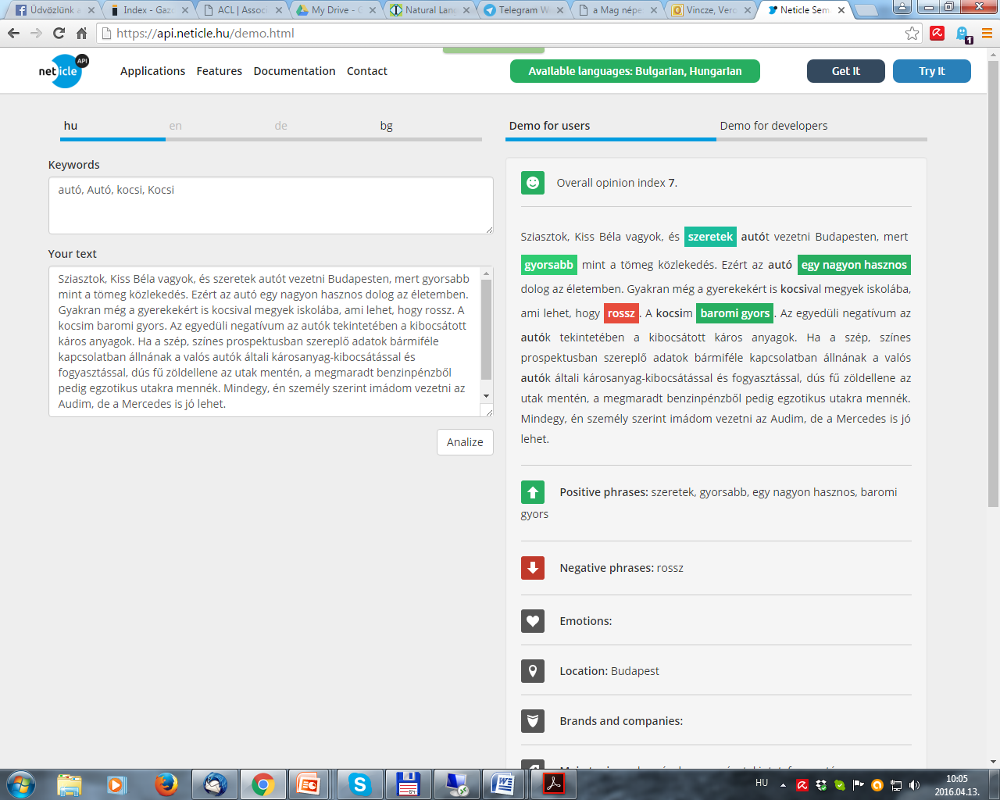 Üdvözlünk a
Index - Gazd
ACL | Associ
My Drive - G
Natural Lang
Telegram W
a Mag népe
Vincze, Vero
Neticle Sem
https://api.neticle.hu/demo.html
1
neticle
API
Applications
Features
Documentation
Contact
Available languages: Bulgarian, Hungarian
Get It
Try It
hu
en
de
bg
Demo for users
Demo for developers
Keywords
autó, Autó, kocsi, Kocsi
Your text
Sziasztok, Kiss Béla vagyok, és szeretek autót vezetni Budapesten, mert gyorsabb
mint a tömeg közlekedés. Ezért az autó egy nagyon hasznos dolog az életemben.
Gyakran még a gyerekekért is kocsival megyek iskolába, ami lehet, hogy rossz. A
kocsim baromi gyors. Az egyedüli negatívum az autók tekintetében a kibocsátott
káros anyagok. Ha a szép, színes prospektusban szereplő adatok bármiféle
kapcsolatban állnának a valós autók általi károsanyag-kibocsátással és
fogyasztással, dús fű zöldellene az utak mentén, a megmaradt benzinpénzből
pedig egzotikus utakra mennék. Mindegy, én személy szerint imádom vezetni az
Audim, de a Mercedes is jó lehet.
Analize
Overall opinion index 7.
Sziasztok, Kiss Béla vagyok, és szeretek autót vezetni Budapesten, mert
gyorsabb mint a tömeg közlekedés. Ezért az autó egy nagyon hasznos
dolog az életemben. Gyakran még a gyerekekért is kocsival megyek iskolába,
ami lehet, hogy rossz. A kocsim baromi gyors. Az egyedüli negatívum az
autók tekintetében a kibocsátott káros anyagok. Ha a szép, színes
prospektusban szereplő adatok bármiféle kapcsolatban állnának a valós
autók általi károsanyag-kibocsátással és fogyasztással, dús fű zöldellene az
utak mentén, a megmaradt benzinpénzből pedig egzotikus utakra mennék.
Mindegy, én személy szerint imádom vezetni az Audim, de a Mercedes is jó
lehet.
Positive phrases: szeretek, gyorsabb, egy nagyon hasznos, baromi
gyors
Negative phrases: rossz
Emotions:
Location: Budapest
Brands and companies:
HU
10:05
2016.04.13.